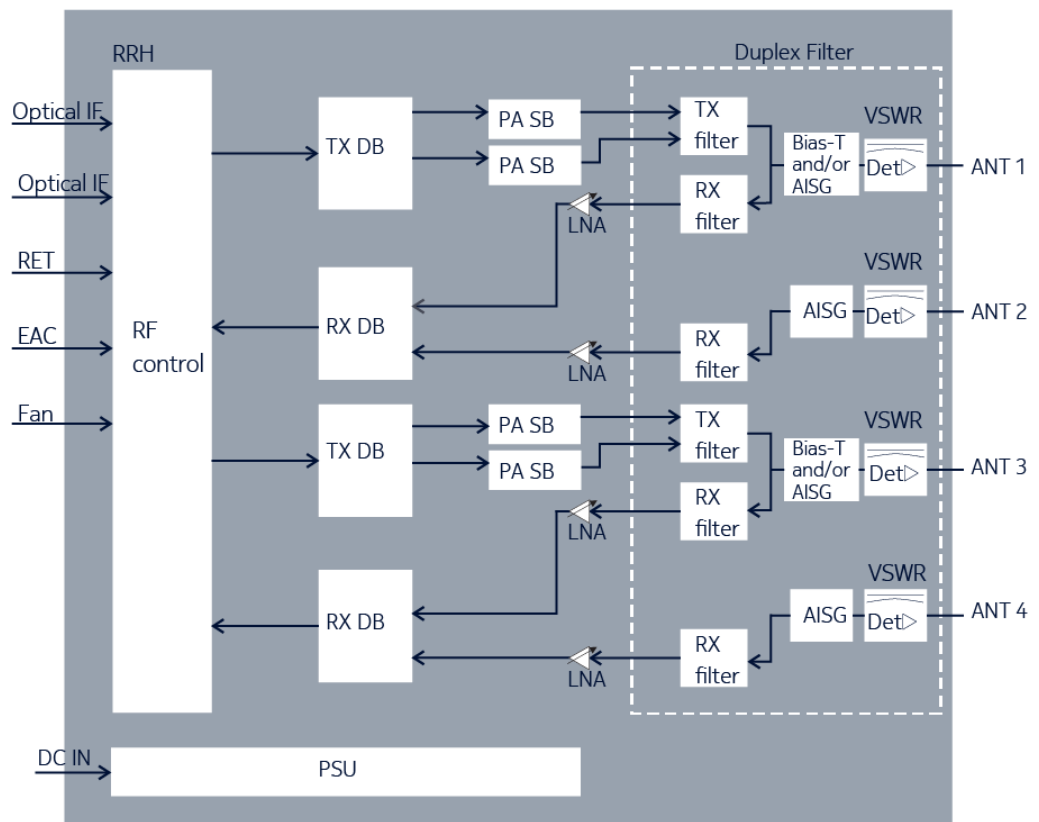 RRH
Duplex Filter
Optical IF
Optical IF
RET
EAC
Fan
RF
control
TX DB
PA SB
PA SB
TX
filter
Bias-T
and/or
AISG
VSWR
Det
ANT 1
RX
filter
LNA
RX DB
VSWR
AISG
Det
ANT 2
RX
filter
LNA
TX DB
PA SB
PA SB
TX
filter
Bias-T
and/or
AISG
VSWR
Det
ANT 3
RX
filter
LNA
RX DB
VSWR
AISG
Det
ANT 4
RX
filter
LNA
DC IN
PSU